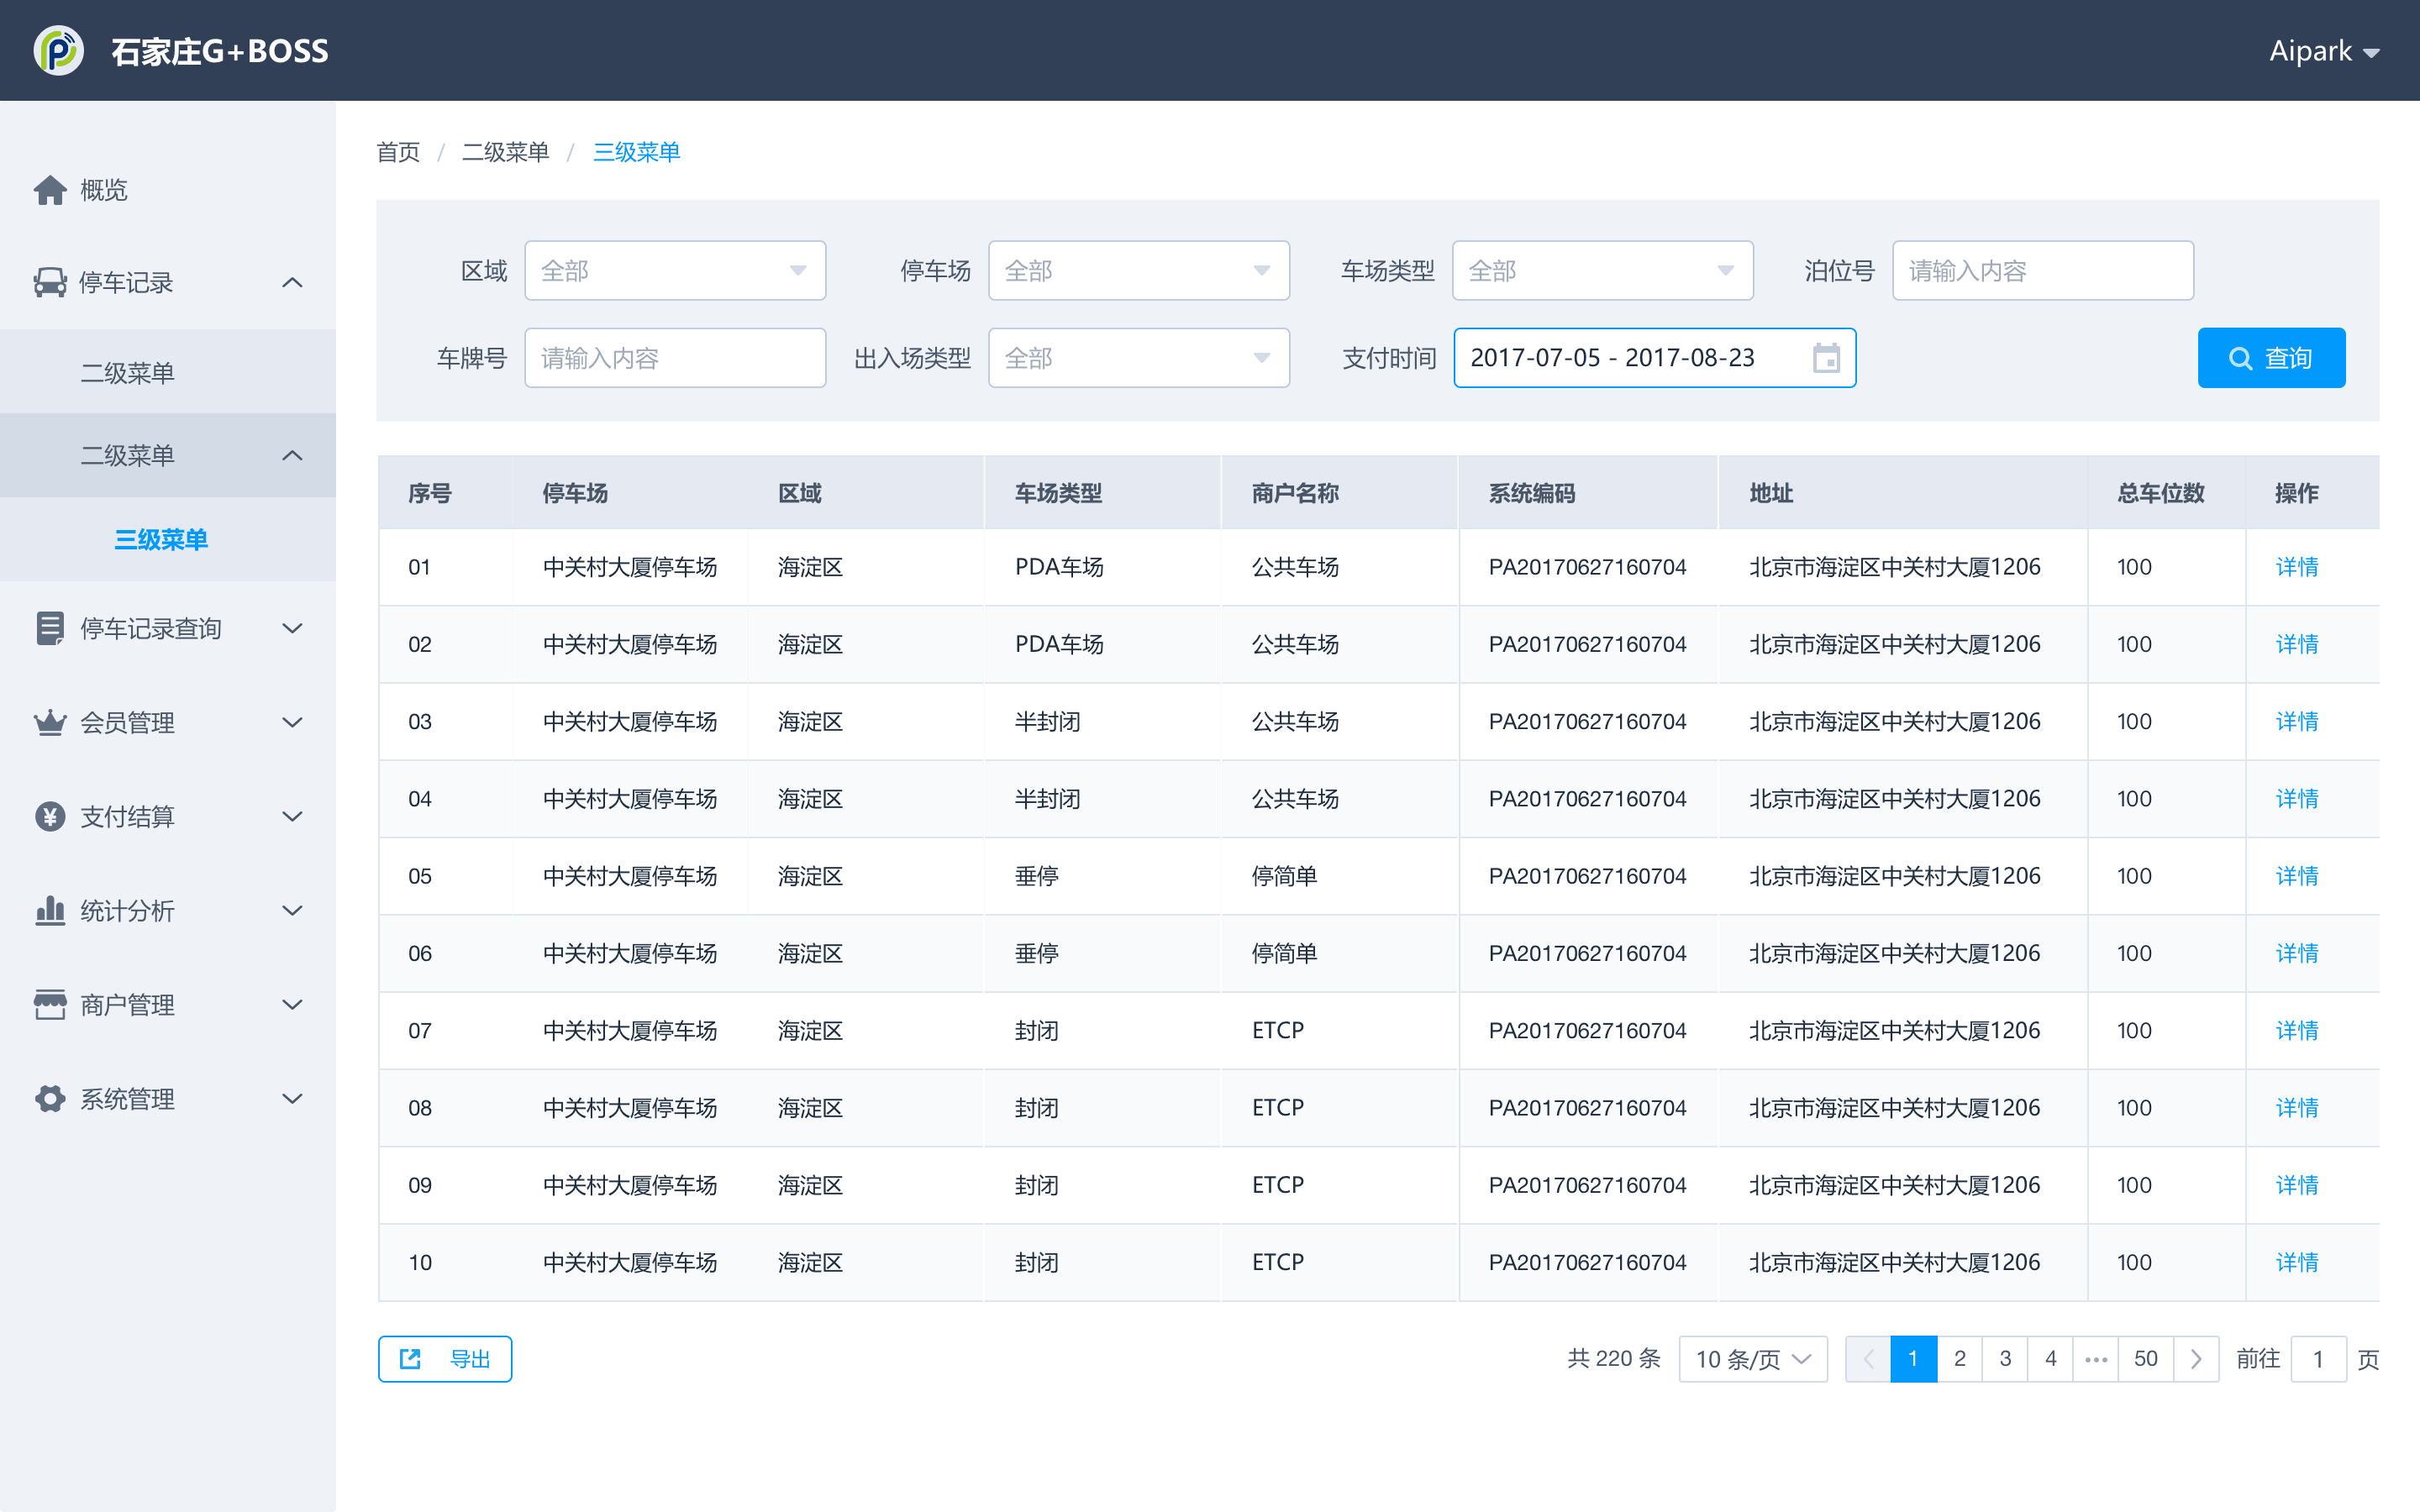 石家庄G+BOSS
Aipark
概览
停车记录
二级菜单
二级菜单
三级菜单
停车记录查询
会员管理
支付结算
统计分析
商户管理
系统管理
首页 / 二级菜单 / 三级菜单
区域 全部 停车场 全部 车场类型 全部 泊位号 请输入内容
车牌号 请输入内容 出入场类型 全部 支付时间 2017-07-05 - 2017-08-23 查询
序号 停车场 区域 车场类型 商户名称 系统编码 地址 总车位数 操作
01 中关村大厦停车场 海淀区 PDA车场 公共车场 PA20170627160704 北京市海淀区中关村大厦1206 100 详情
02 中关村大厦停车场 海淀区 PDA车场 公共车场 PA20170627160704 北京市海淀区中关村大厦1206 100 详情
03 中关村大厦停车场 海淀区 半封闭 公共车场 PA20170627160704 北京市海淀区中关村大厦1206 100 详情
04 中关村大厦停车场 海淀区 半封闭 公共车场 PA20170627160704 北京市海淀区中关村大厦1206 100 详情
05 中关村大厦停车场 海淀区 垂停 停简单 PA20170627160704 北京市海淀区中关村大厦1206 100 详情
06 中关村大厦停车场 海淀区 垂停 停简单 PA20170627160704 北京市海淀区中关村大厦1206 100 详情
07 中关村大厦停车场 海淀区 封闭 ETCP PA20170627160704 北京市海淀区中关村大厦1206 100 详情
08 中关村大厦停车场 海淀区 封闭 ETCP PA20170627160704 北京市海淀区中关村大厦1206 100 详情
09 中关村大厦停车场 海淀区 封闭 ETCP PA20170627160704 北京市海淀区中关村大厦1206 100 详情
10 中关村大厦停车场 海淀区 封闭 ETCP PA20170627160704 北京市海淀区中关村大厦1206 100 详情
导出 共 220 条 10 条/页 1 2 3 4 ••• 50 前往 1 页